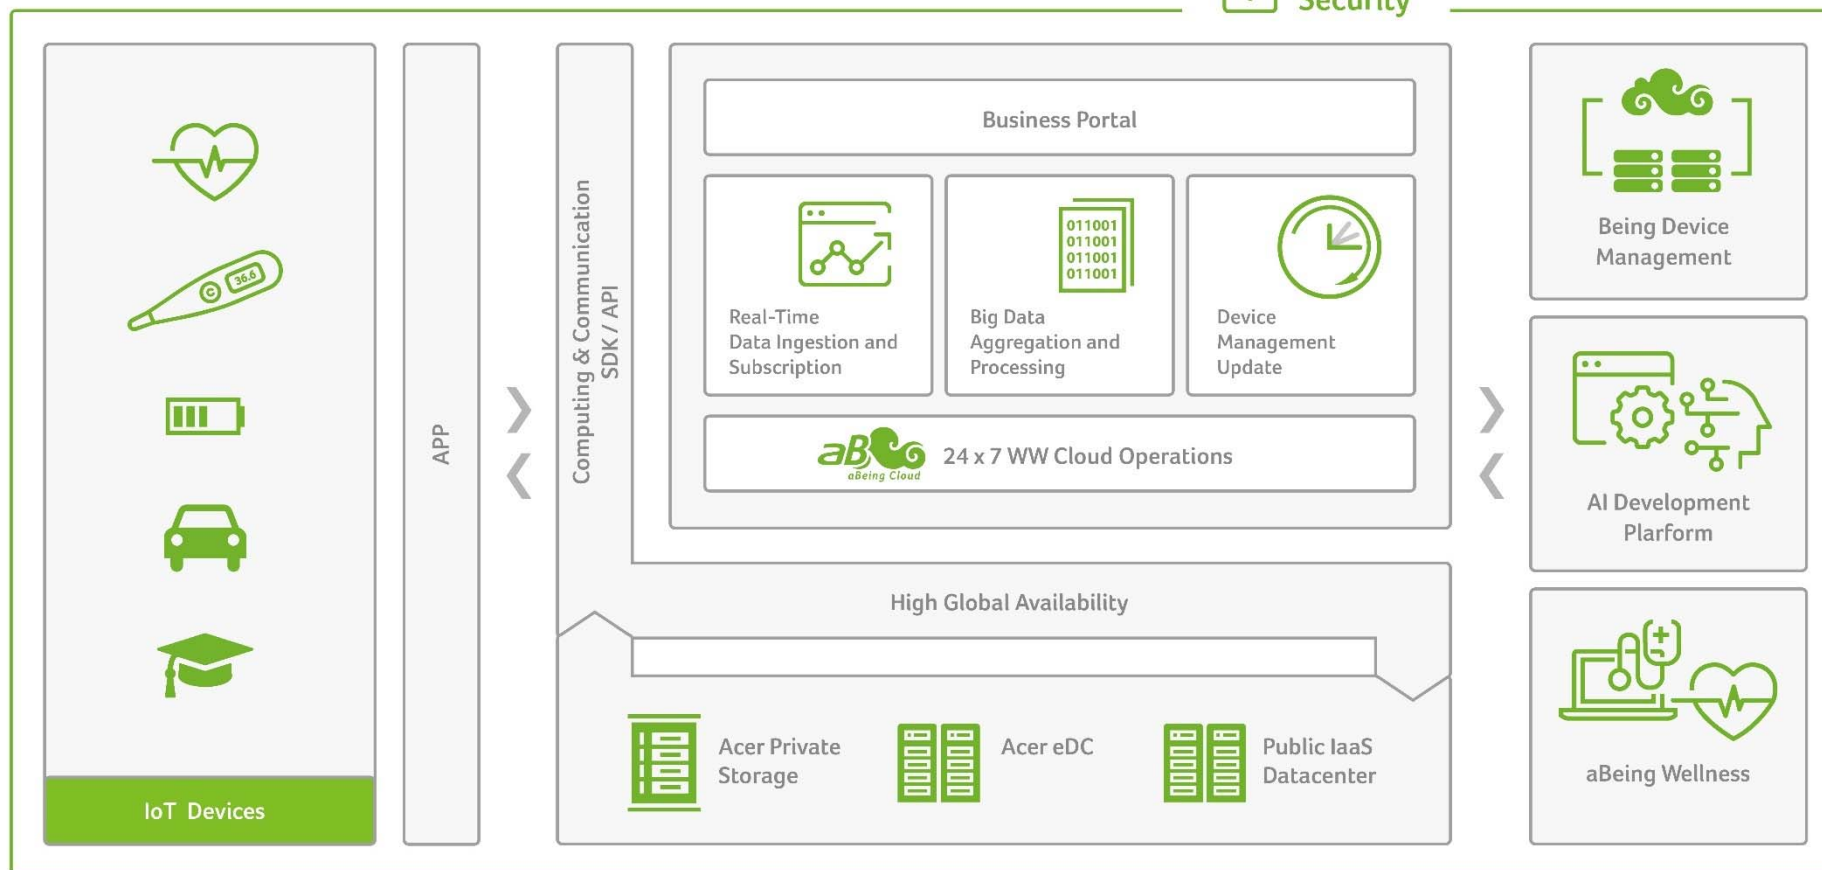 Security
36.6
C
IoT Devices
APP
Computing & Communication
SDK / API
Business Portal
Real-Time
Data Ingestion and
Subscription
011001
011001
011001
011001
Big Data
Aggregation and
Processing
Device
Management
Update
aB
aBeing Cloud
24 x 7 WW Cloud Operations
High Global Availability
Acer Private
Storage
Acer eDC
Public IaaS
Datacenter
Being Device
Management
AI Development
Plarform
aBeing Wellness